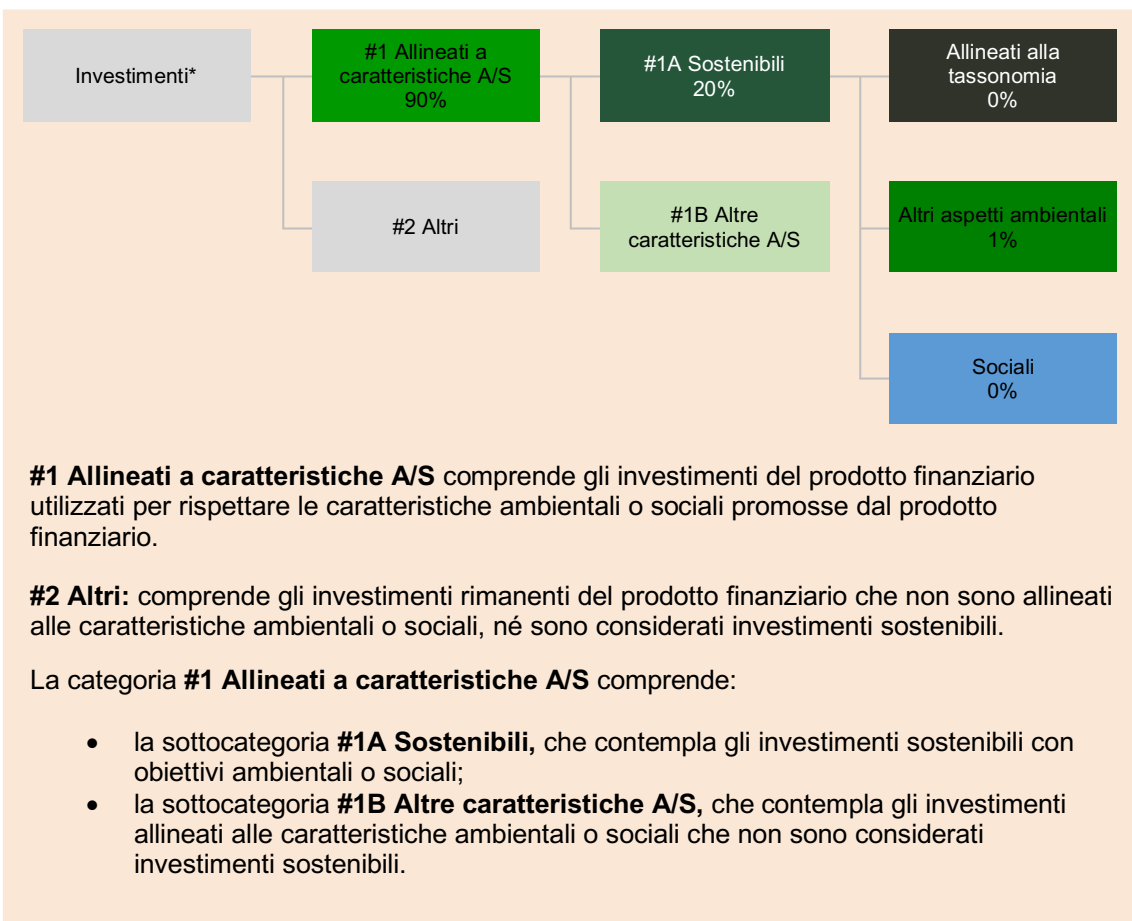 Investimenti*
#1 Allineati a
caratteristiche A/S
90%
#1A Sostenibili
20%
Allineati alla
tassonomia
0%
#2 Altri
#1B Altre
caratteristiche A/S
Altri aspetti ambientali
1%
Sociali
0%
#1 Allineati a caratteristiche A/S comprende gli investimenti del prodotto finanziario
utilizzati per rispettare le caratteristiche ambientali o sociali promosse dal prodotto
finanziario.
#2 Altri: comprende gli investimenti rimanenti del prodotto finanziario che non sono allineati
alle caratteristiche ambientali o sociali, né sono considerati investimenti sostenibili.
La categoria #1 Allineati a caratteristiche A/S comprende:
• la sottocategoria #1A Sostenibili, che contempla gli investimenti sostenibili con
obiettivi ambientali o sociali;
• la sottocategoria #1B Altre caratteristiche A/S, che contempla gli investimenti
allineati alle caratteristiche ambientali o sociali che non sono considerati
investimenti sostenibili.